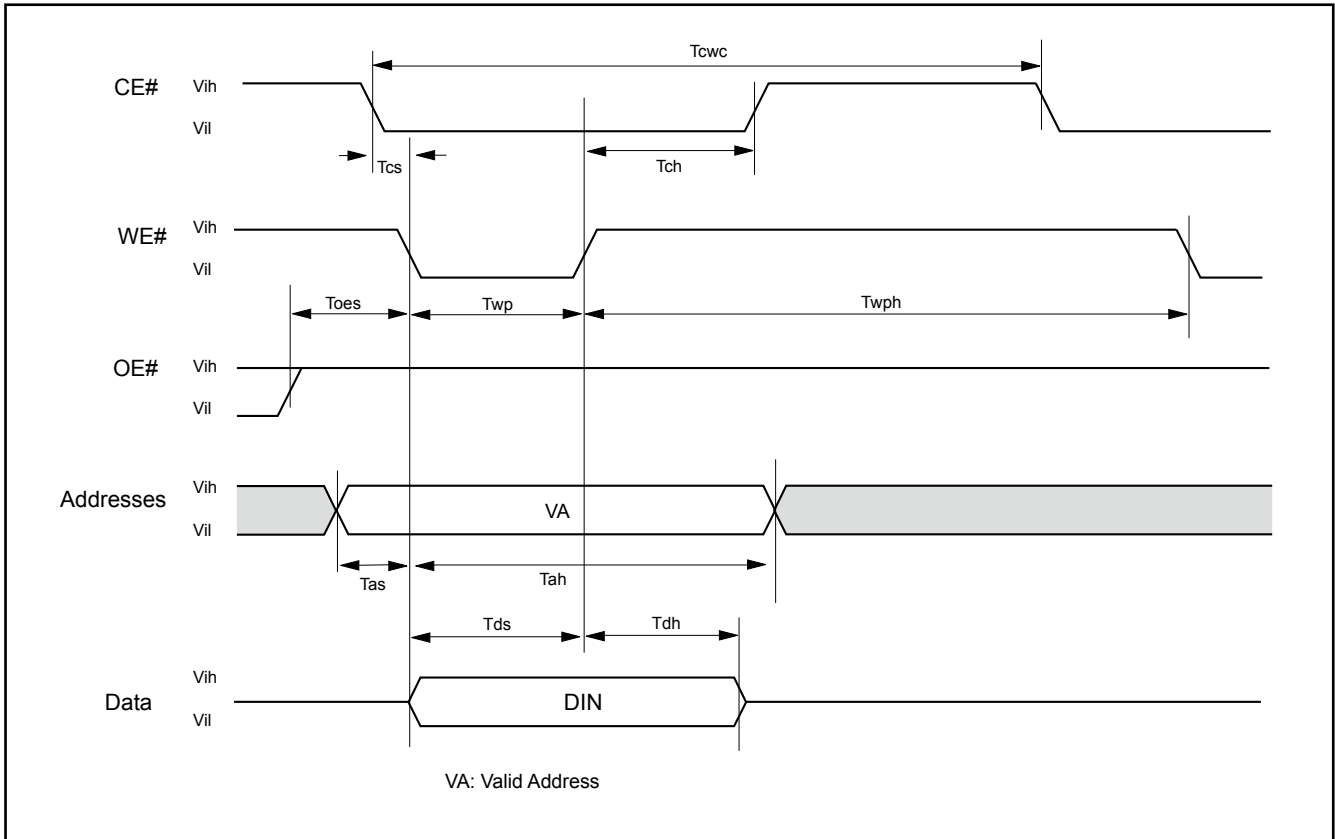 Tcwc
CE#
Vih
Vil
Tcs
Tch
WE#
Vih
Vil
Toes
Twp
Twph
OE#
Vih
Vil
Addresses
Vih
Vil
VA
Tas
Tah
Tds
Tdh
Data
Vih
Vil
DIN
VA: Valid Address